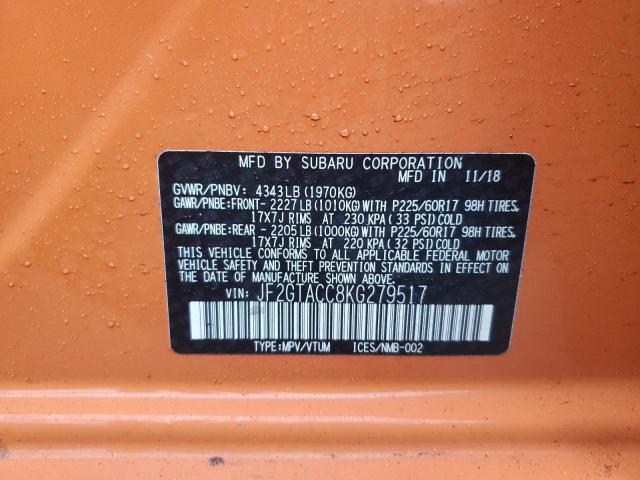 MFD BY SUBARU CORPORATION
MFD IN 11/18
GVWR/PNBV: 4343LB (1970KG)
GAWR/PNBE:FRONT- 2227 LB (1010KG) WITH P225/60R17 98H TIRES,
17X7J RIMS AT 230 KPA (33 PSI) COLD
GAWR/PNBE:REAR - 2205 LB (1000KG) WITH P225/60R17 98H TIRES,
17X7J RIMS AT 220 KPA (32 PSI) COLD
THIS VEHICLE CONFORMS TO ALL APPLICABLE FEDERAL MOTOR
VEHICLE SAFETY AND THEFT PREVENTION STANDARDS IN EFFECT ON
THE DATE OF MANUFACTURE SHOWN ABOVE.
VIN: JF2GTACC8KG279517
TYPE:MPV/VTUM ICES/NMB-002